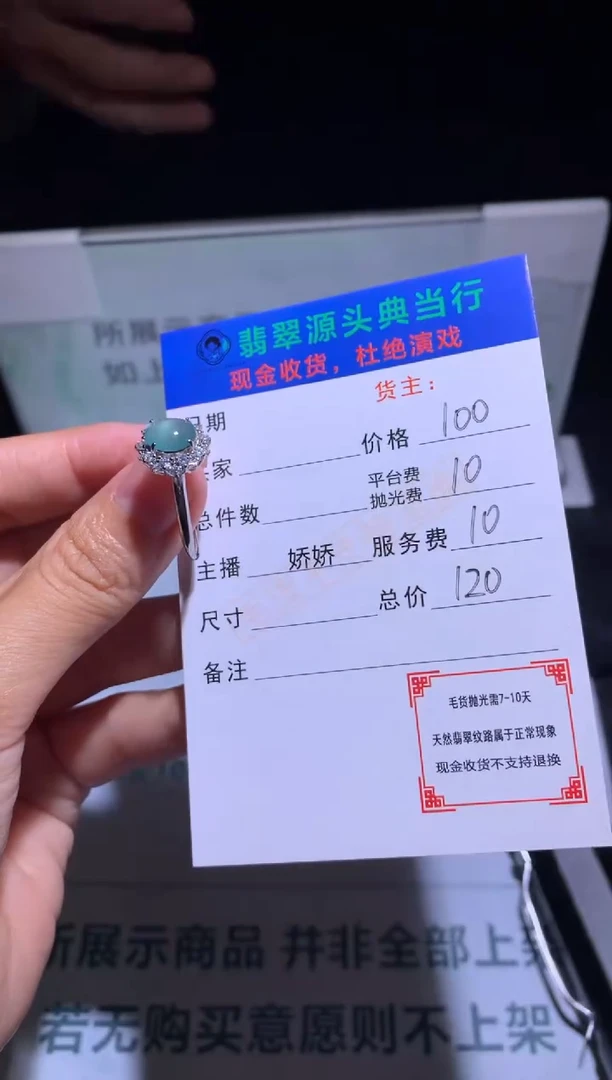 所展示
如上
翡翠源头典当行
现金收货，杜绝演戏
货主：
日期
价格 100
家
总件数
平台费
抛光费 10
主播 娇娇 服务费 10
尺寸 总价 120
备注
毛货抛光需7~10天
天然翡翠纹路属于正常现象
现金收货不支持退换
所展示商品 并非全部上架
若无购买意愿则不上架